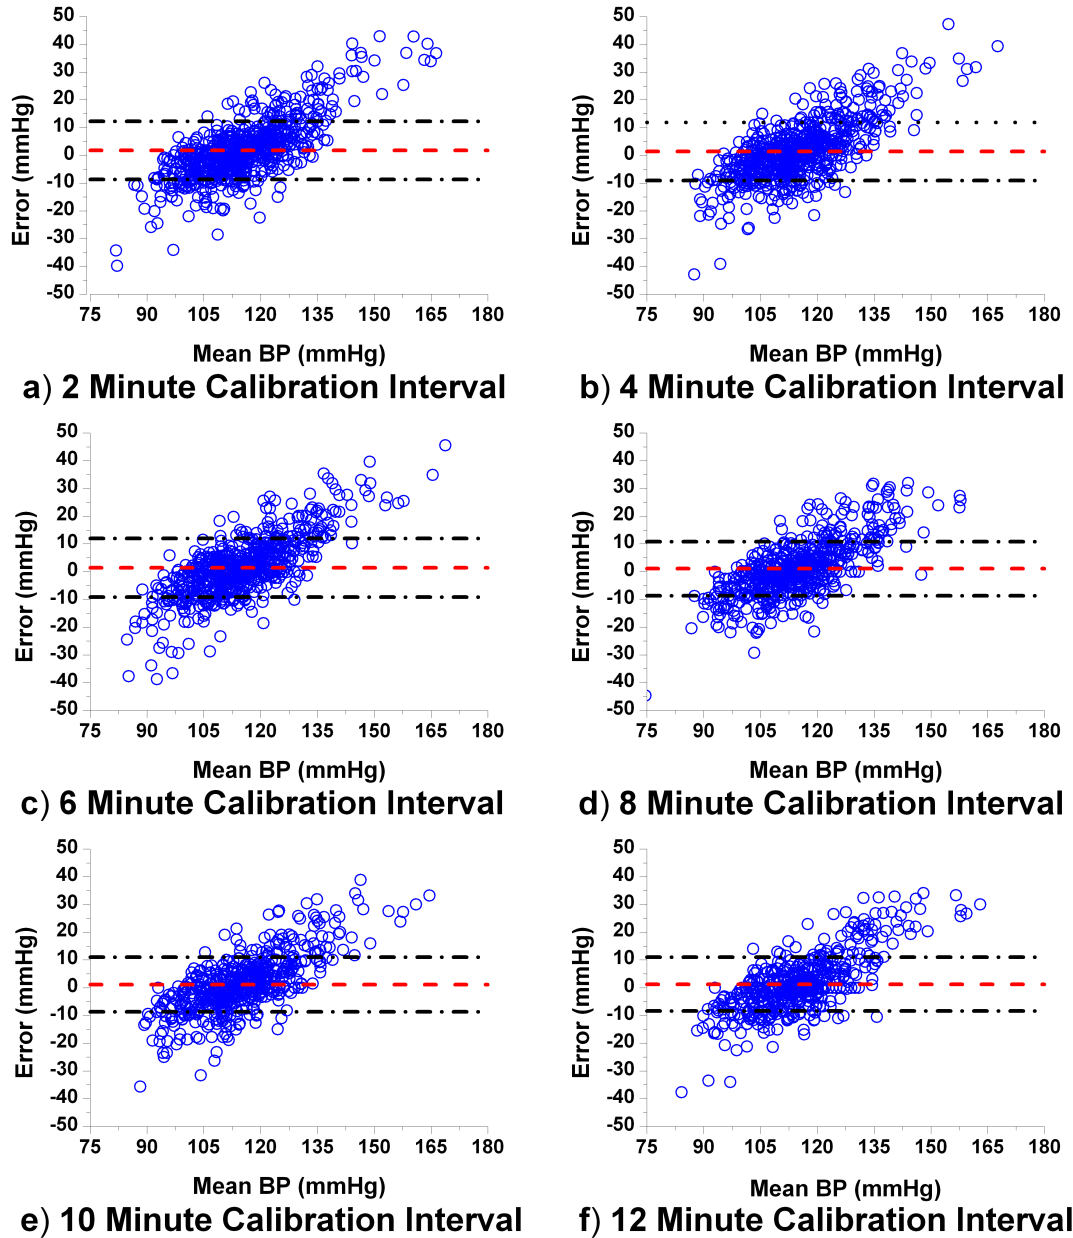 50
40
30
20
10
0
-10
-20
-30
-40
-50
Error (mmHg)
75 90 105 120 135 150 165 180
Mean BP (mmHg)
a) 2 Minute Calibration Interval
50
40
30
20
10
0
-10
-20
-30
-40
-50
Error (mmHg)
75 90 105 120 135 150 165 180
Mean BP (mmHg)
b) 4 Minute Calibration Interval
50
40
30
20
10
0
-10
-20
-30
-40
-50
Error (mmHg)
75 90 105 120 135 150 165 180
Mean BP (mmHg)
c) 6 Minute Calibration Interval
50
40
30
20
10
0
-10
-20
-30
-40
-50
Error (mmHg)
75 90 105 120 135 150 165 180
Mean BP (mmHg)
d) 8 Minute Calibration Interval
50
40
30
20
10
0
-10
-20
-30
-40
-50
Error (mmHg)
75 90 105 120 135 150 165 180
Mean BP (mmHg)
e) 10 Minute Calibration Interval
50
40
30
20
10
0
-10
-20
-30
-40
-50
Error (mmHg)
75 90 105 120 135 150 165 180
Mean BP (mmHg)
f) 12 Minute Calibration Interval